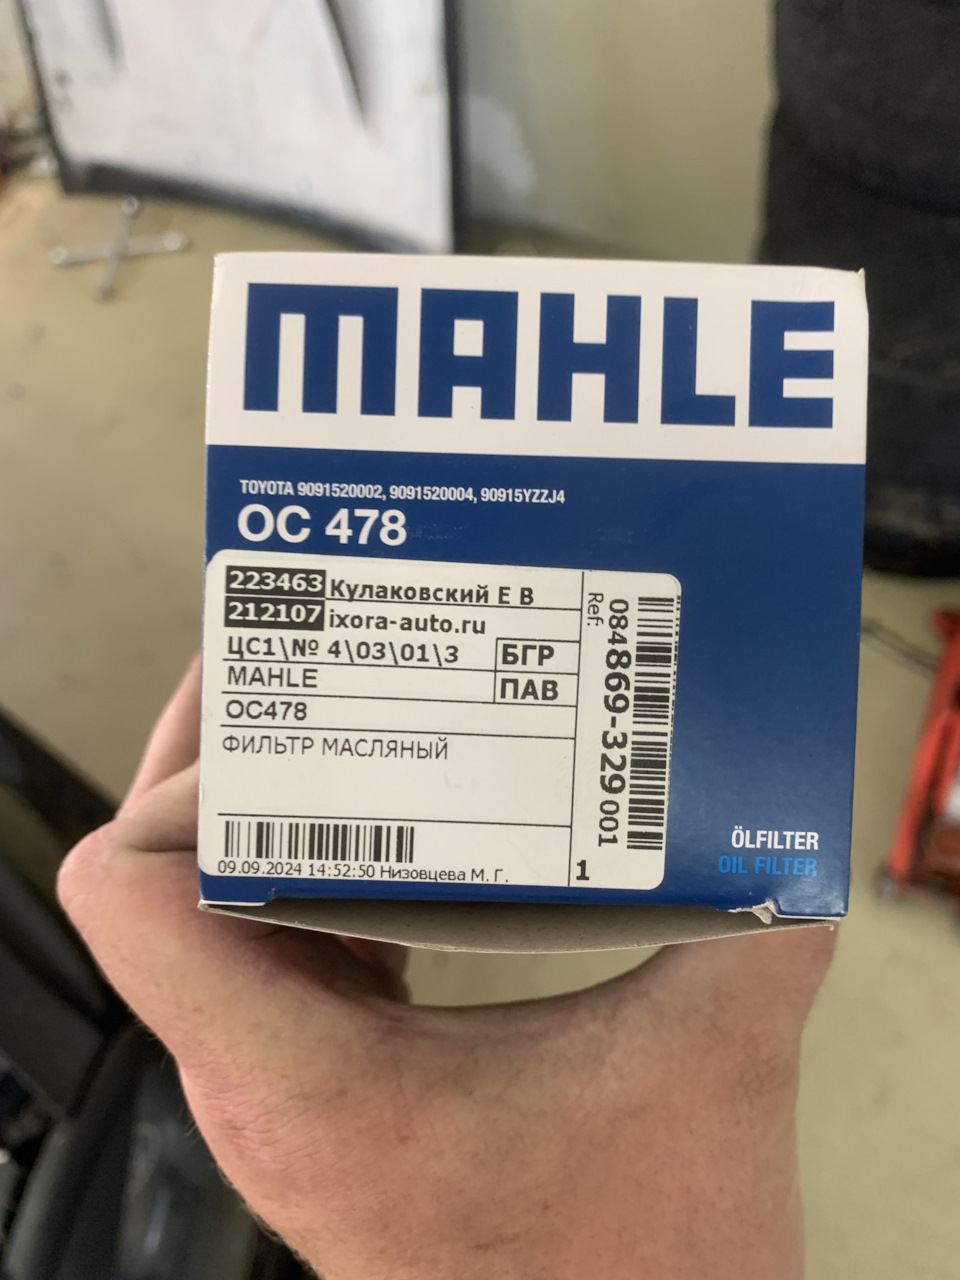 MAHLE
TOYOTA 9091520002, 9091520004, 90915YZZJ4
OC 478
223463 Кулаковский Е В
212107 ixora-auto.ru
ЦС1\№ 4\03\01\3 БГР
MAHLE ПАВ
OC478
ФИЛЬТР МАСЛЯНЫЙ
09.09.2024 14:52:50 Низовцева М. Г.
1
Ref:
084869-329 001
ÖLFILTER
OIL FILTER